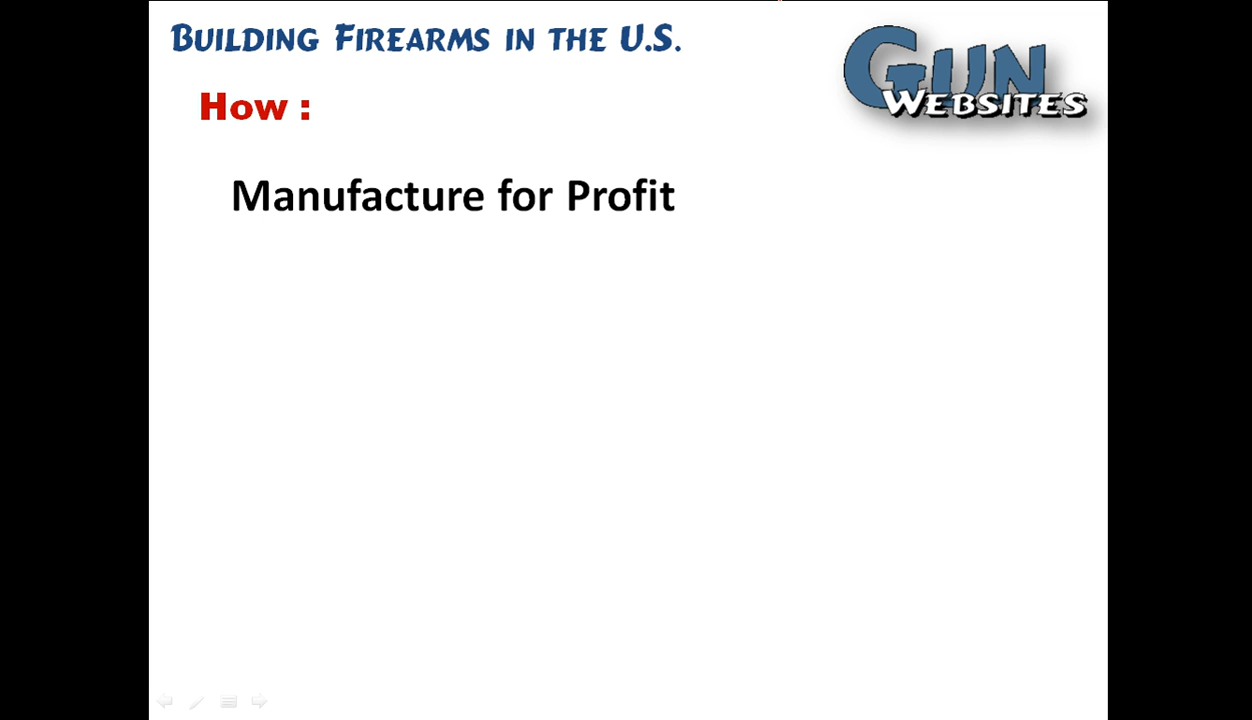 Building Firearms in the U.S.
Gun
Websites
How :
Manufacture for Profit